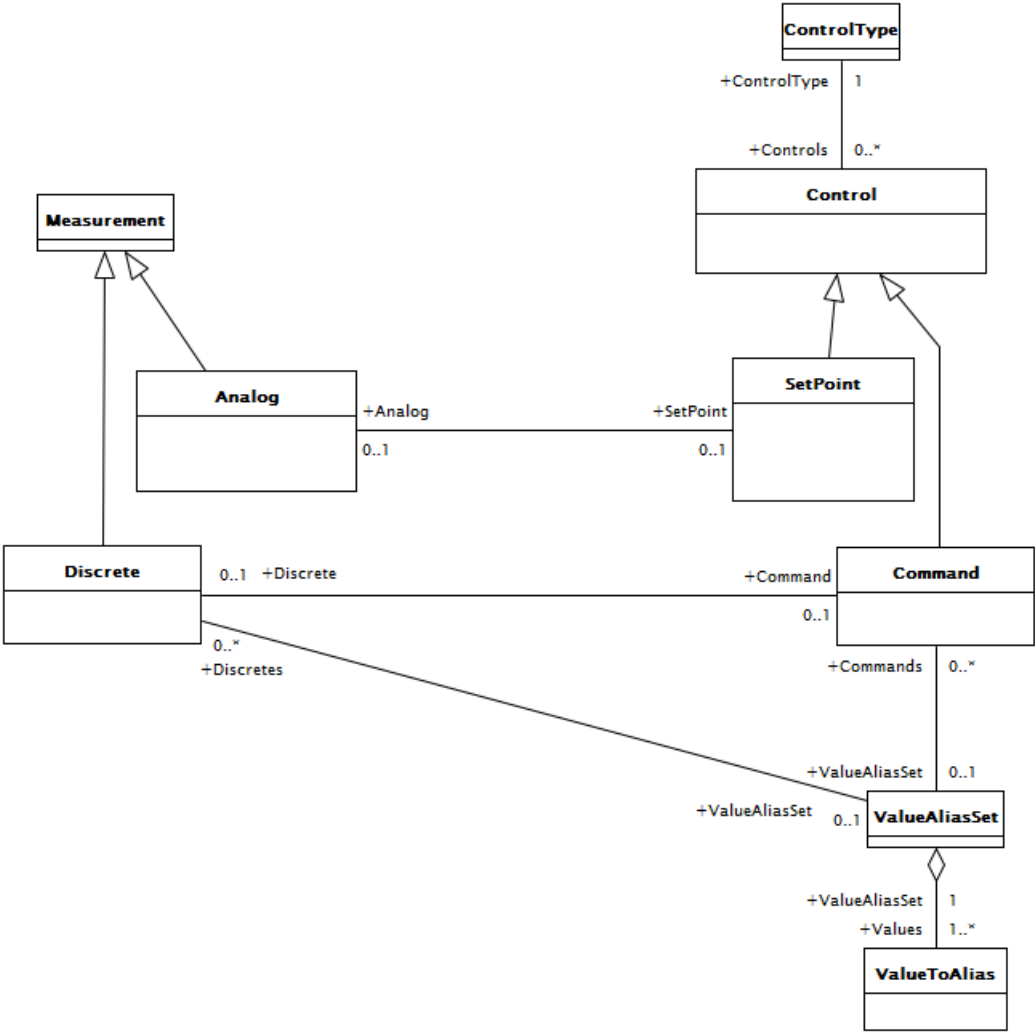 ControlType
+ControlType 1
+Controls 0..*
Control
Measurement
SetPoint
Analog
+Analog +SetPoint
0..1 0..1
Discrete
Command
0..1 +Discrete +Command
0..1
0..*
+Discretes
+Commands 0..*
+ValueAliasSet 0..1
+ValueAliasSet 0..1
ValueAliasSet
+ValueAliasSet 1
+Values 1..*
ValueToAlias